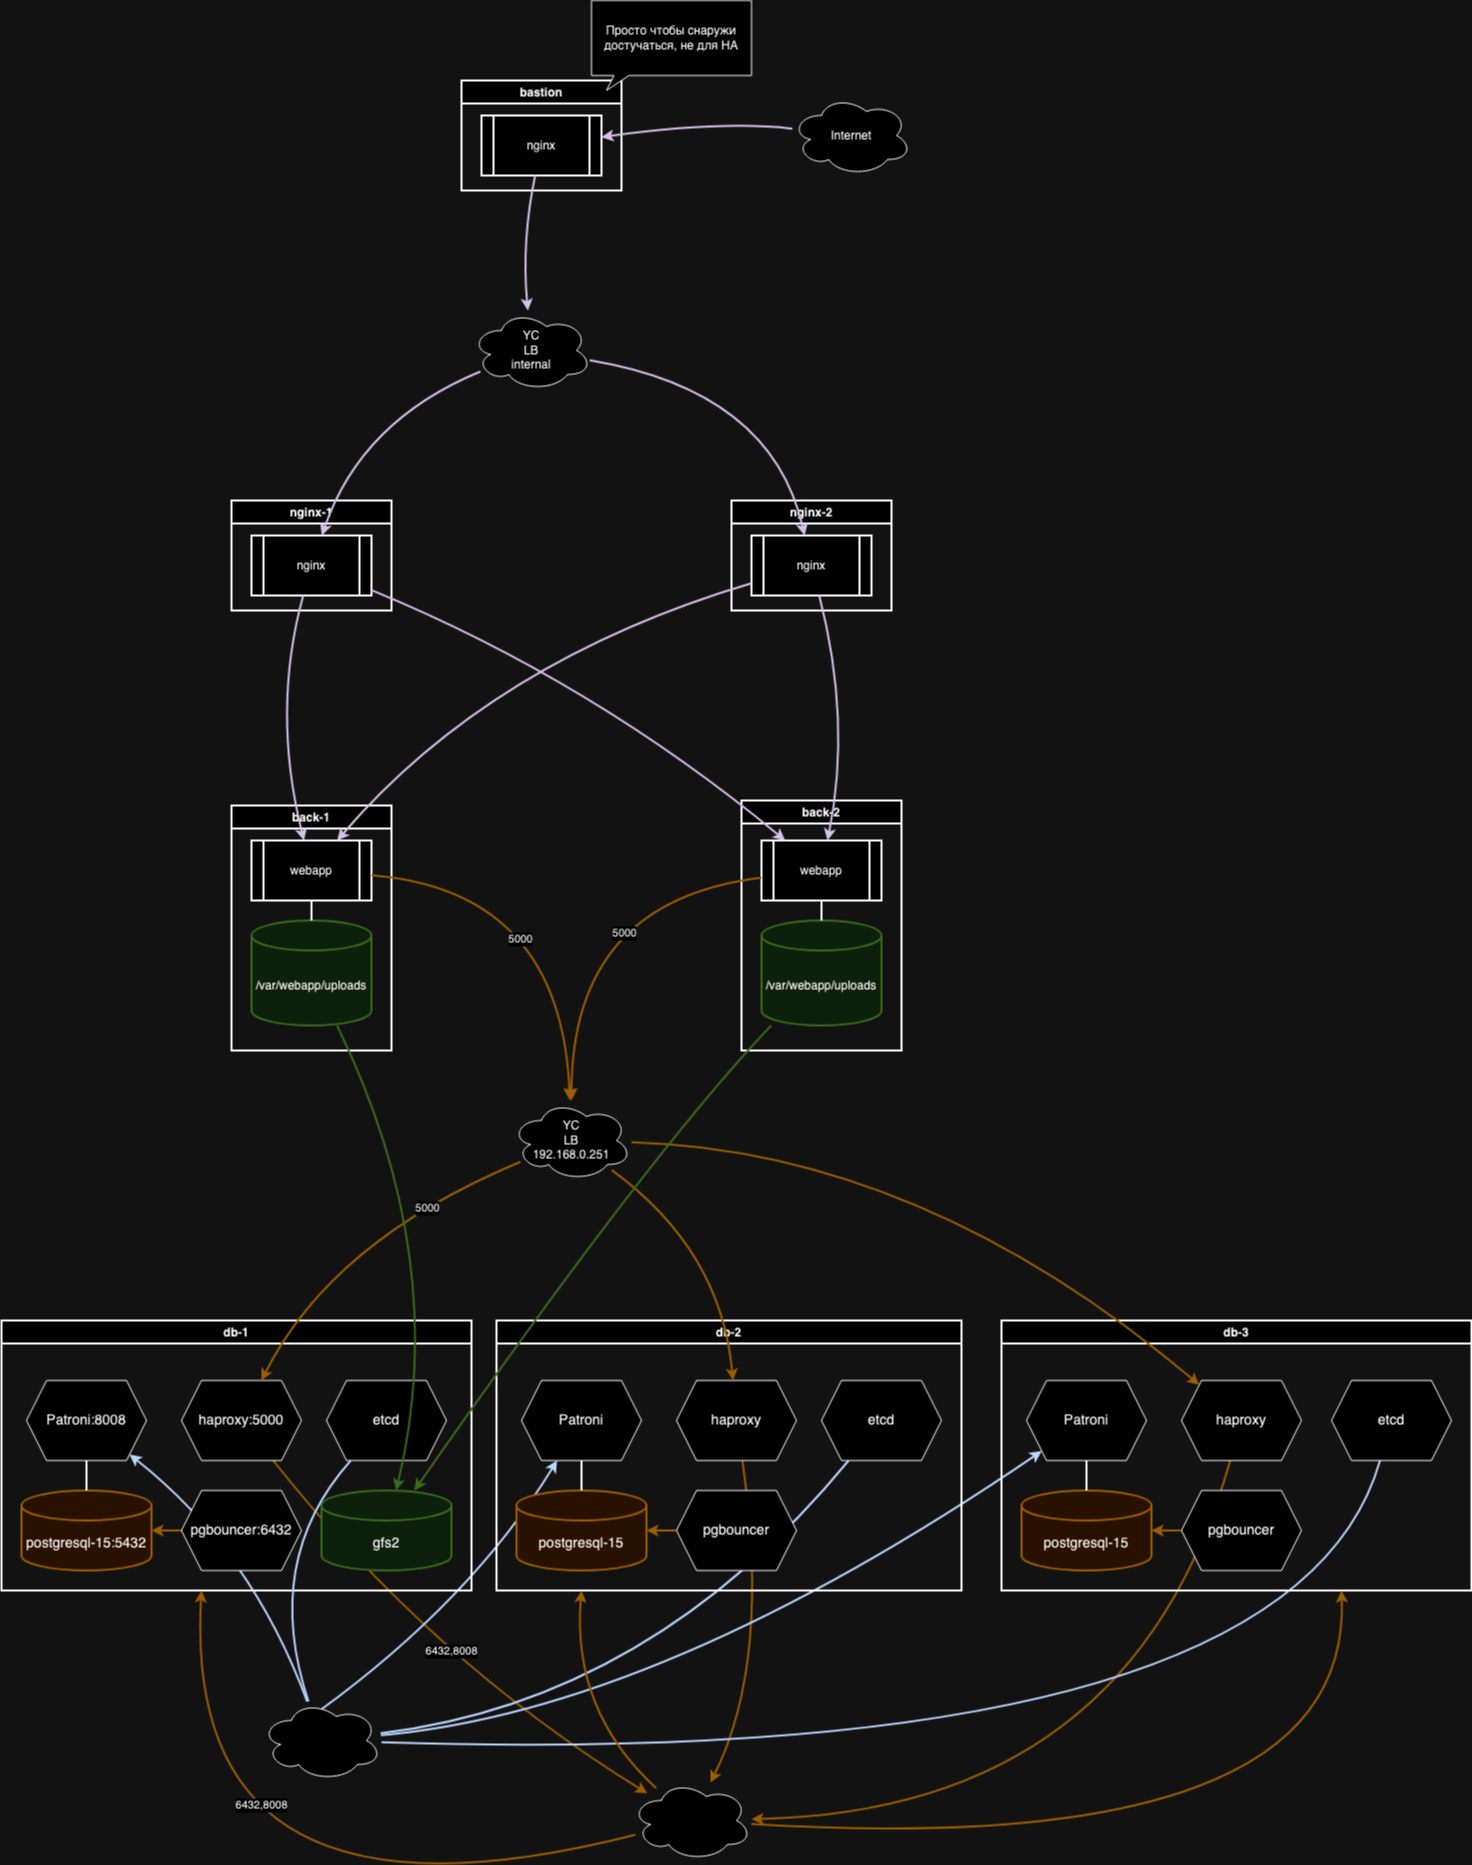 Просто чтобы снаружи
достучаться, не для HA
bastion
nginx
Internet
YC
LB
internal
nginx-1
nginx
nginx-2
nginx
back-1
webapp
/var/webapp/uploads
back-2
webapp
/var/webapp/uploads
5000
5000
YC
LB
192.168.0.251
5000
db-1
Patroni:8008
haproxy:5000
etcd
postgresql-15:5432
pgbouncer:6432
gfs2
db-2
Patroni
haproxy
etcd
postgresql-15
pgbouncer
db-3
Patroni
haproxy
etcd
postgresql-15
pgbouncer
6432,8008
6432,8008